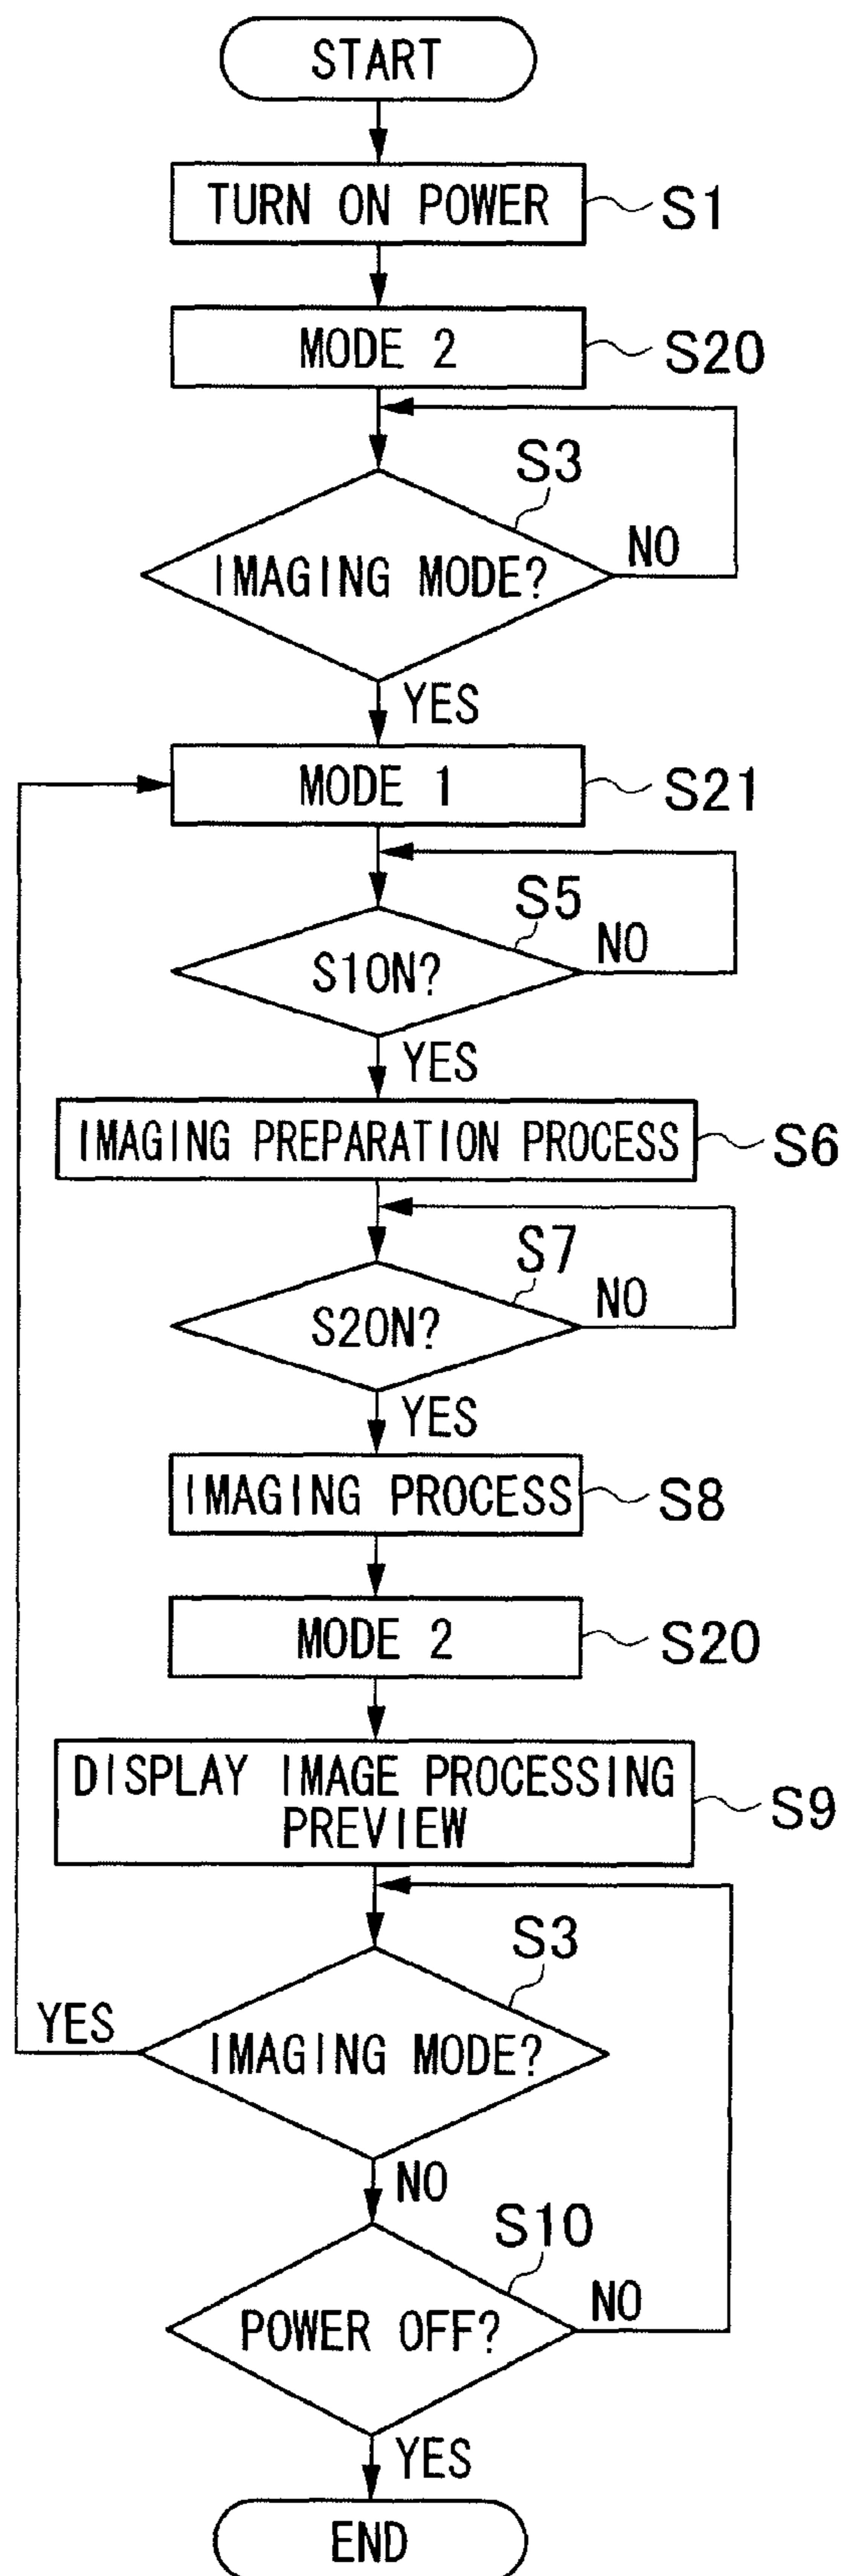 START
TURN ON POWER
S1
MODE 2
S20
S3
IMAGING MODE?
NO
YES
MODE 1
S21
S5
S1ON?
NO
YES
IMAGING PREPARATION PROCESS
S6
S7
S2ON?
NO
YES
IMAGING PROCESS
S8
MODE 2
S20
DISPLAY IMAGE PROCESSING
PREVIEW
S9
S3
YES
IMAGING MODE?
NO
S10
NO
POWER OFF?
YES
END